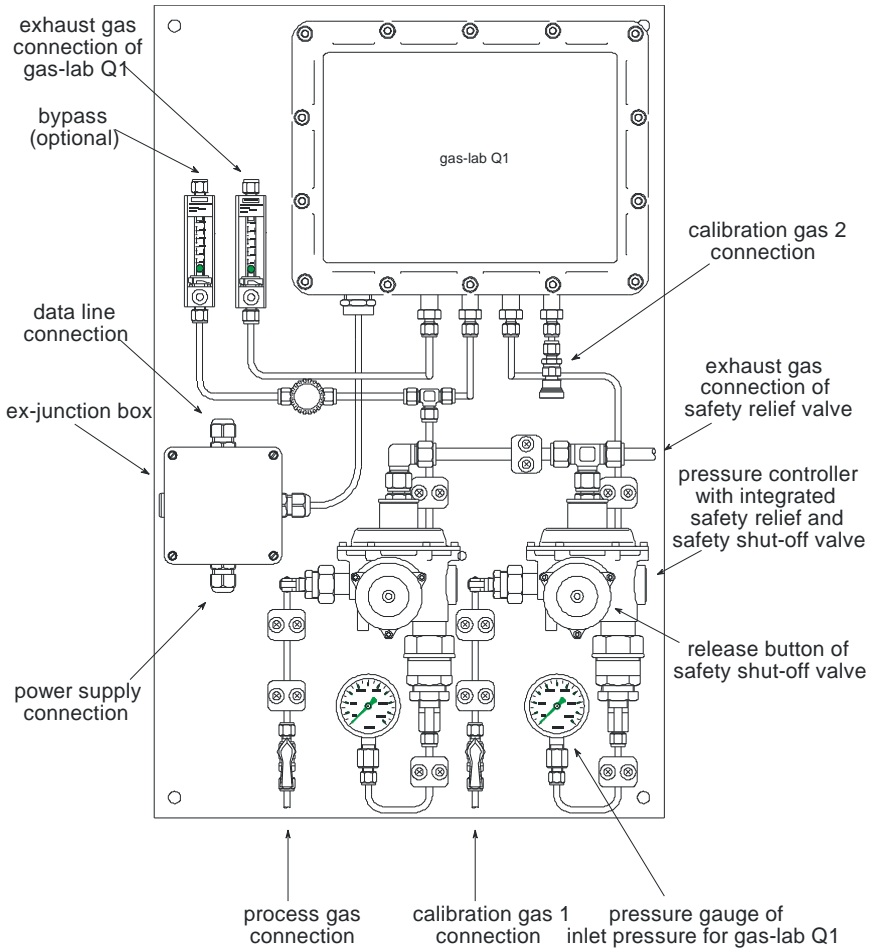 exhaust gas
connection of
gas-lab Q1
bypass
(optional)
gas-lab Q1
calibration gas 2
connection
data line
connection
exhaust gas
connection of
safety relief valve
ex-junction box
pressure controller
with integrated
safety relief and
safety shut-off valve
release button of
safety shut-off valve
power supply
connection
process gas
connection
calibration gas 1
connection
pressure gauge of
inlet pressure for gas-lab Q1